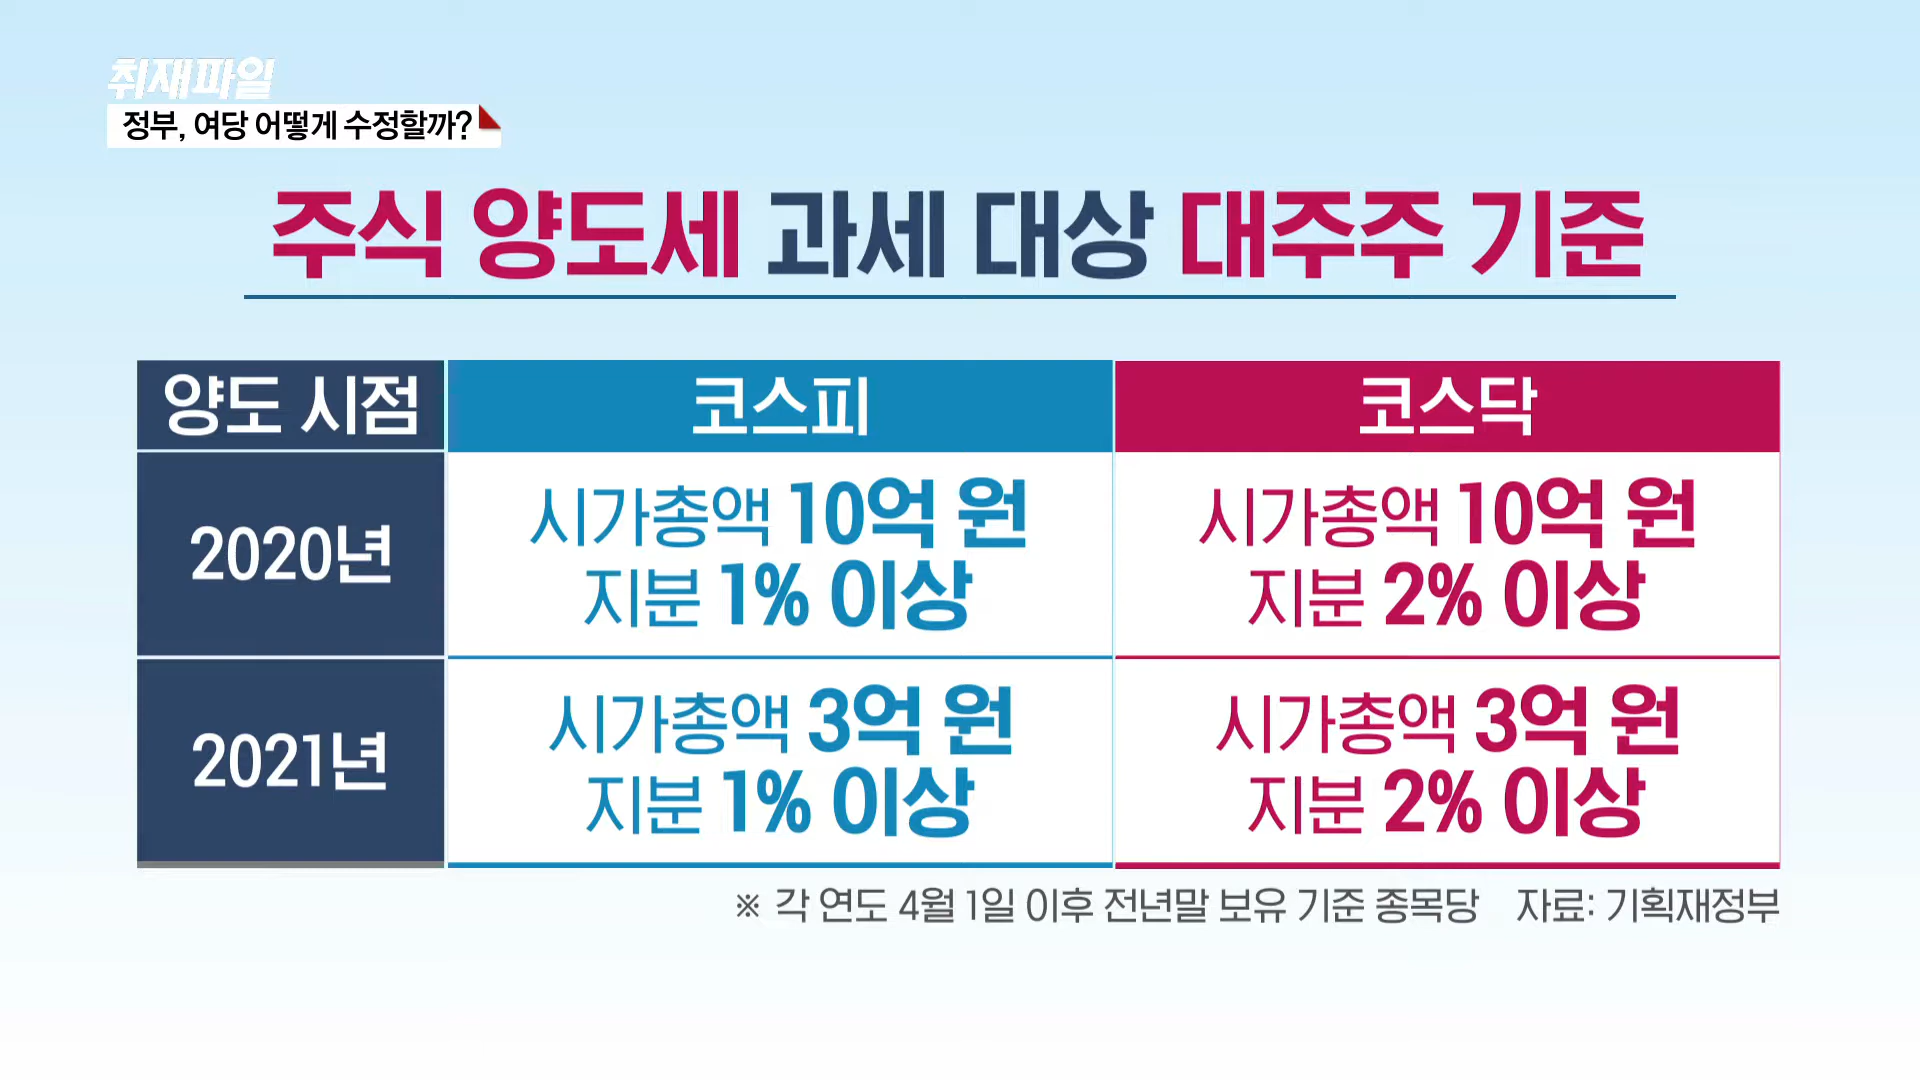 취재파일
정부, 여당 어떻게 수정할까?
주식 양도세 과세 대상 대주주 기준
양도 시점 코스피 코스닥
2020년
시가총액 10억 원
지분 1% 이상
시가총액 10억 원
지분 2% 이상
2021년
시가총액 3억 원
지분 1% 이상
시가총액 3억 원
지분 2% 이상
※ 각 연도 4월 1일 이후 전년말 보유 기준 종목당 자료: 기획재정부